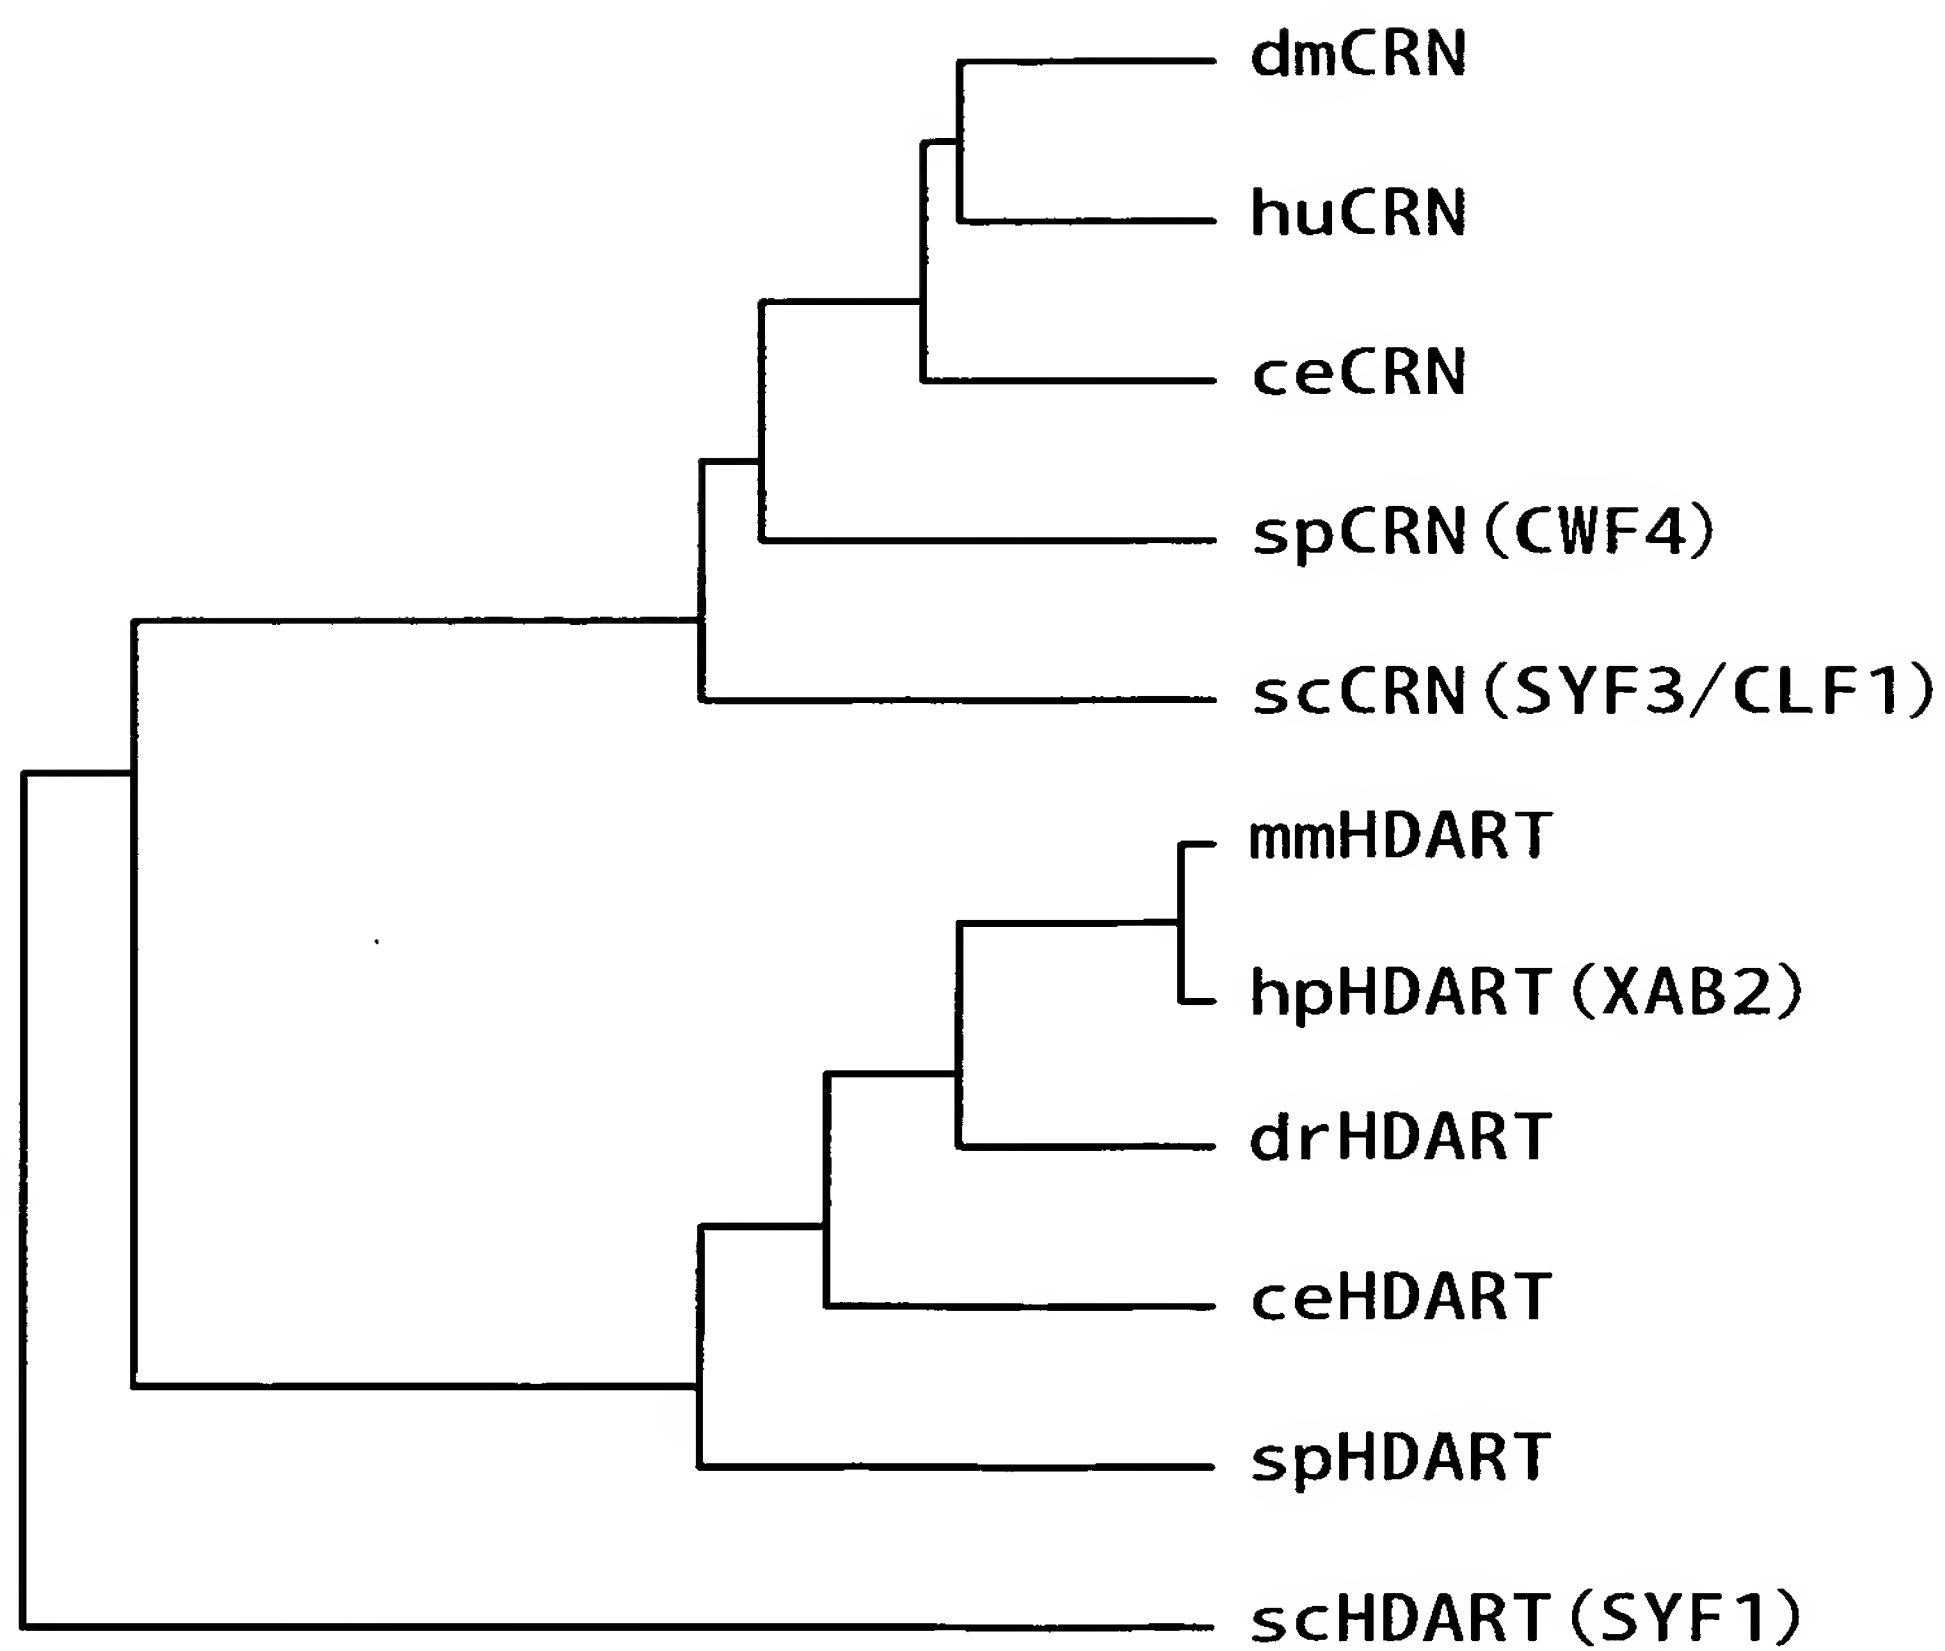 dmCRN
huCRN
ceCRN
spCRN(CWF4)
scCRN(SYF3/CLF1)
mmHDART
hpHDART(XAB2)
drHDART
ceHDART
spHDART
scHDART(SYF1)